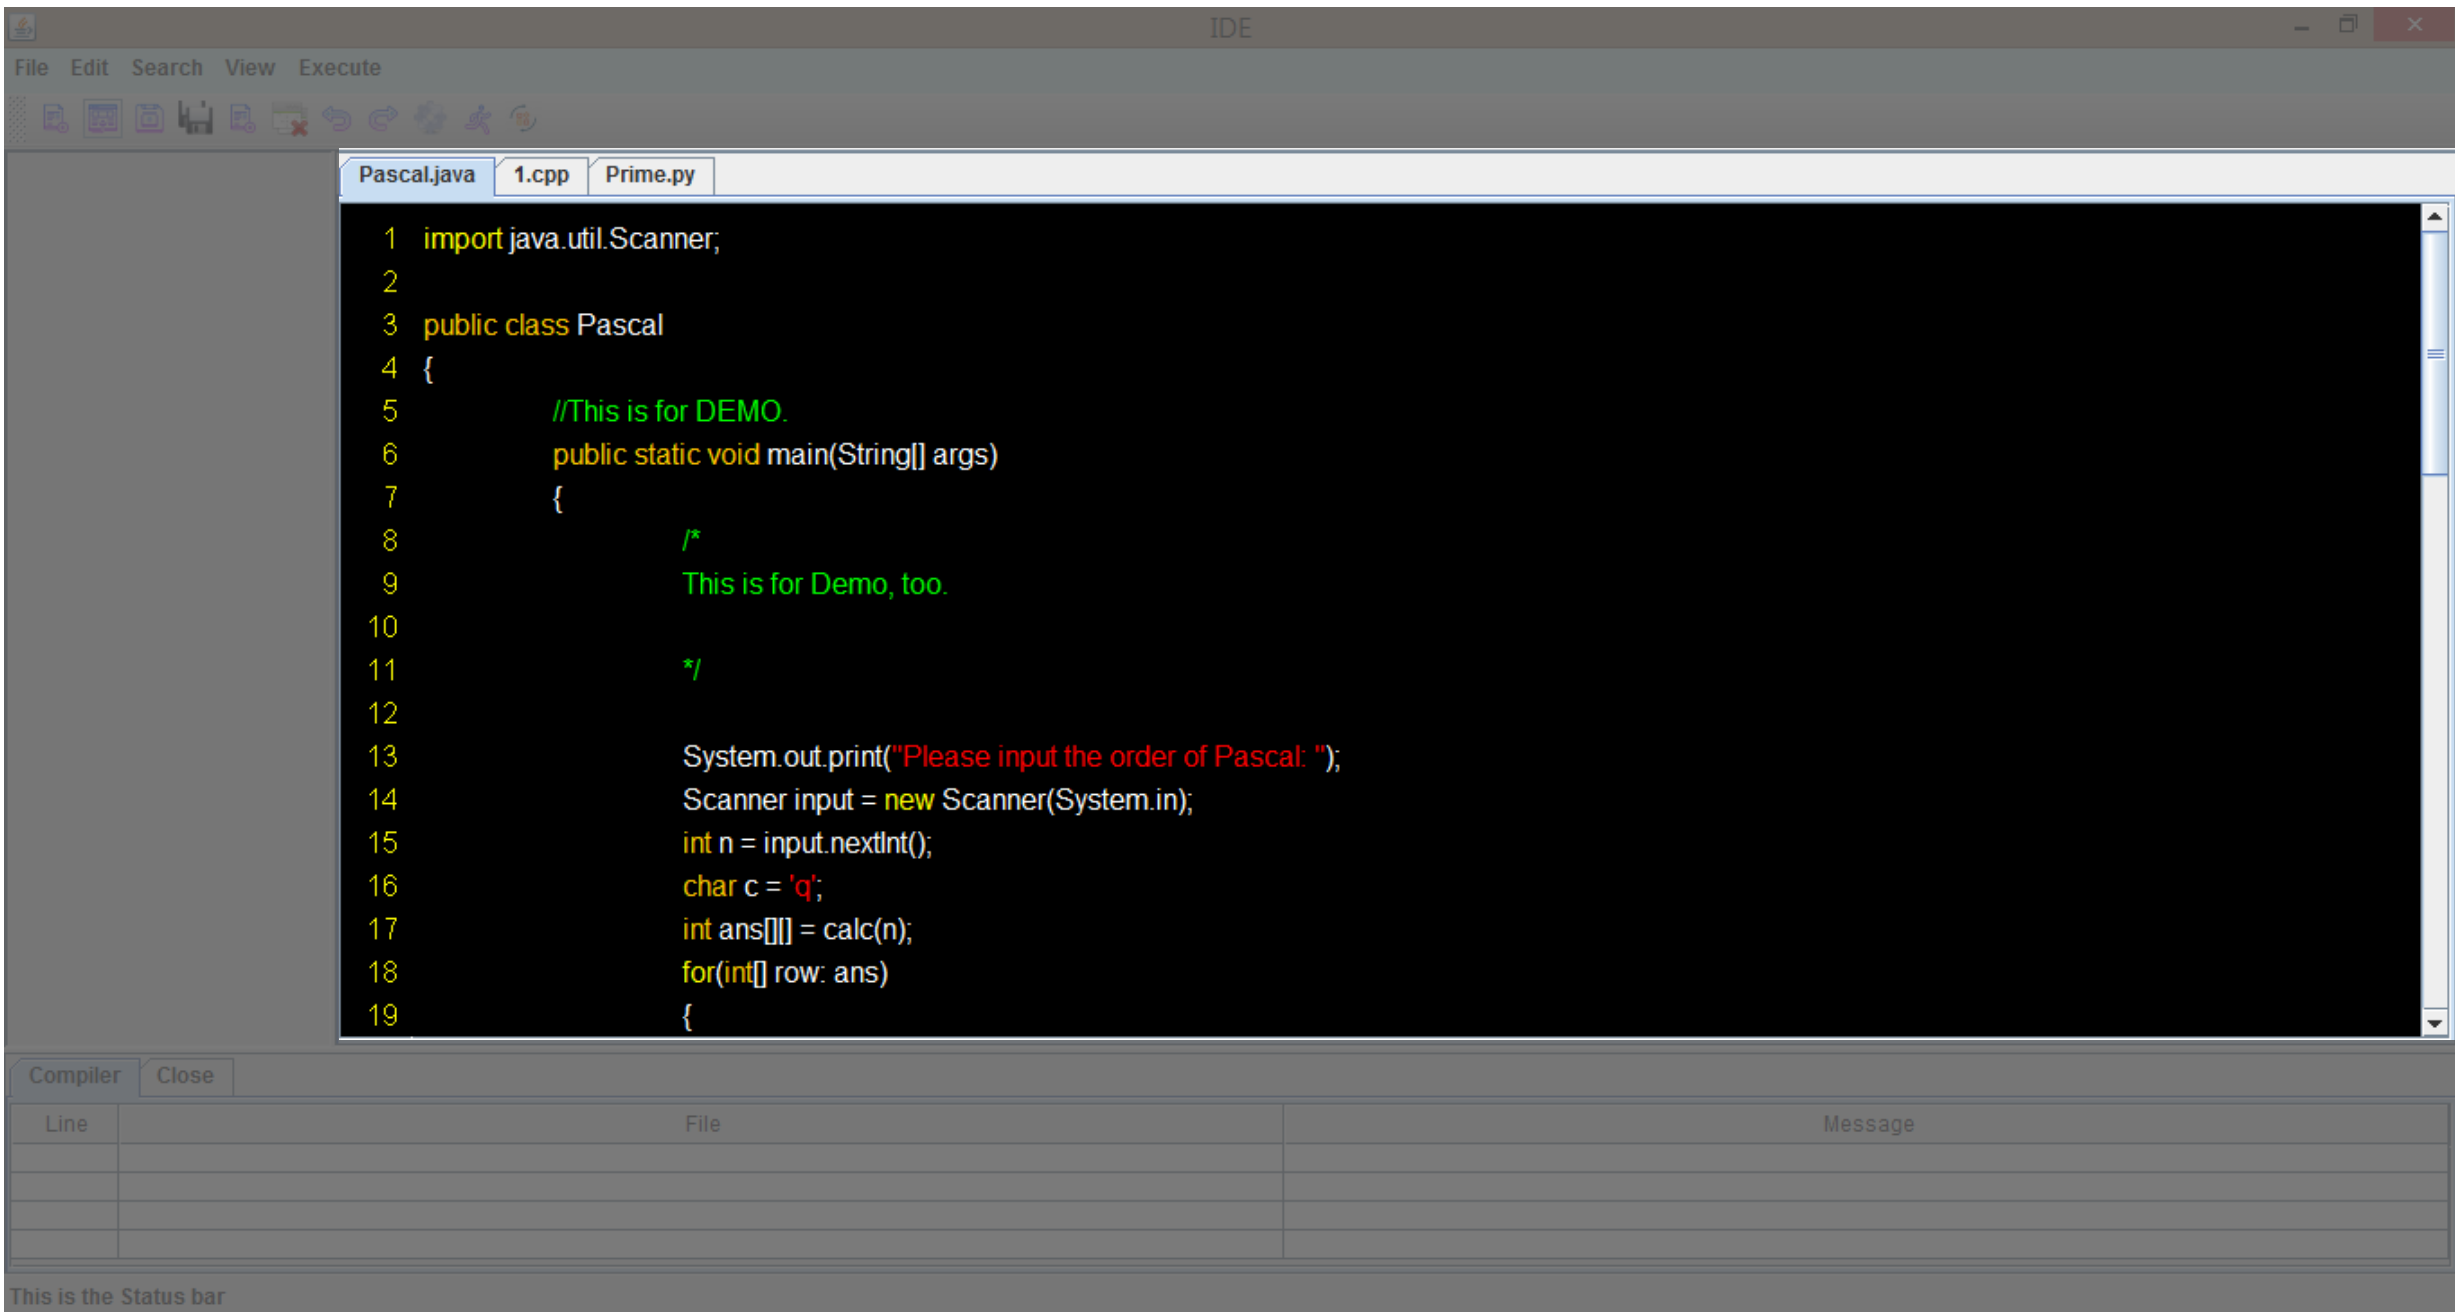 IDE
File Edit Search View Execute
Pascal.java 1.cpp Prime.py
1 import java.util.Scanner;
2
3 public class Pascal
4 {
5 //This is for DEMO.
6 public static void main(String[] args)
7 {
8 /*
9 This is for Demo, too.
10
11 */
12
13 System.out.print("Please input the order of Pascal: ");
14 Scanner input = new Scanner(System.in);
15 int n = input.nextInt();
16 char c = 'q';
17 int ans[][] = calc(n);
18 for(int[] row: ans)
19 {
Compiler Close
Line File Message
This is the Status bar